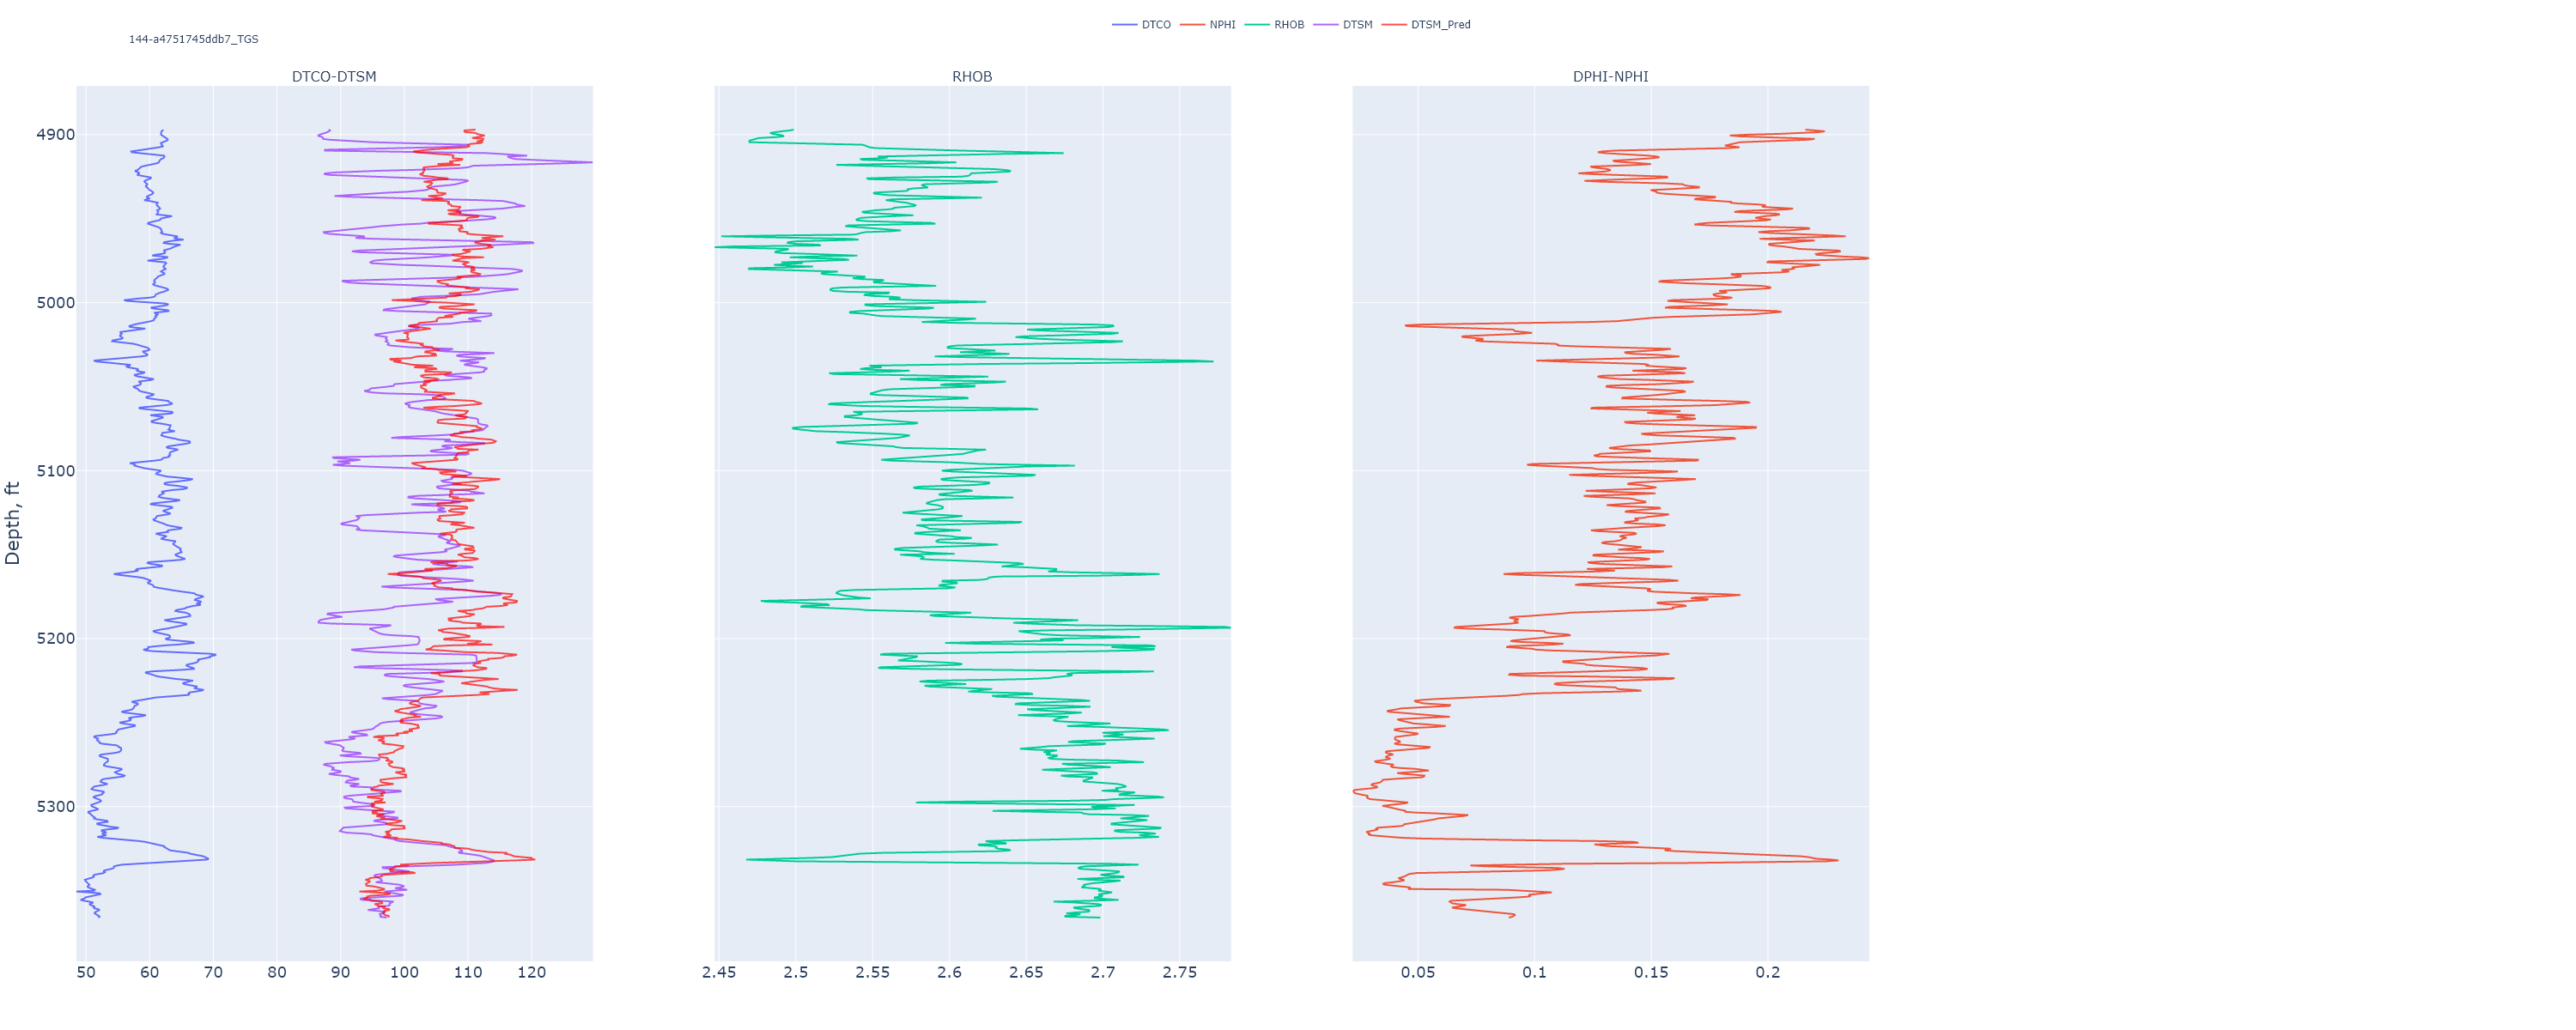 DTCO NPHI RHOB DTSM DTSM_Pred
144-a4751745ddb7_TGS
DTCO-DTSM RHOB DPHI-NPHI
4900
5000
5100
5200
5300
Depth, ft
50 60 70 80 90 100 110 120 2.45 2.5 2.55 2.6 2.65 2.7 2.75 0.05 0.1 0.15 0.2